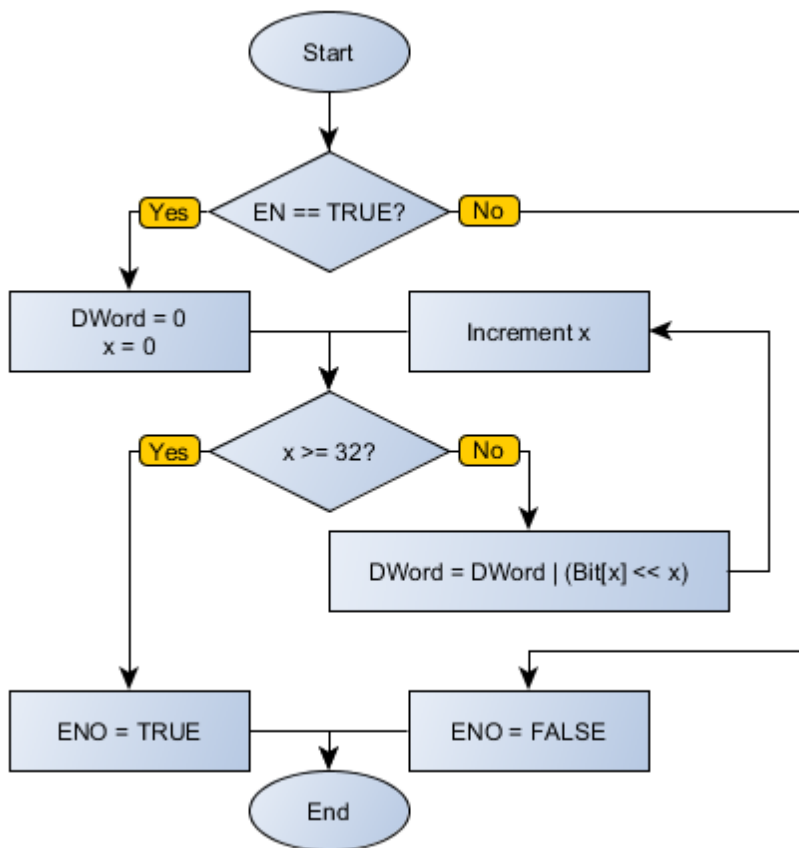 Start
EN == TRUE?
Yes
No
DWord = 0
x = 0
Increment x
x >= 32?
Yes
No
DWord = DWord | (Bit[x] << x)
ENO = TRUE
ENO = FALSE
End